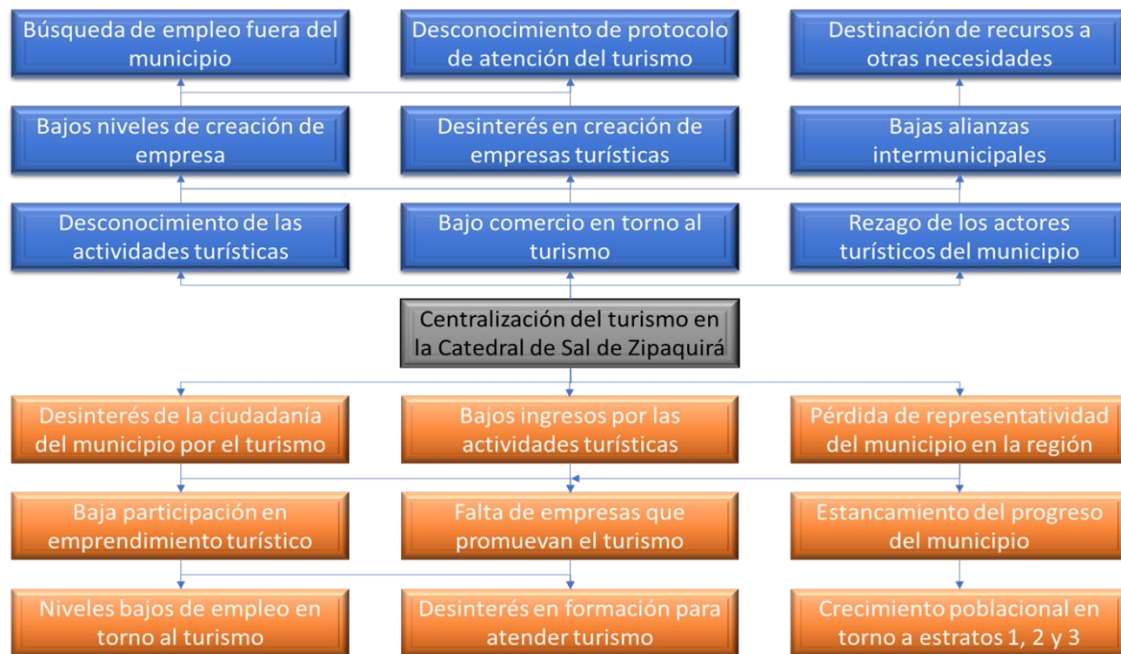 Búsqueda de empleo fuera del
municipio
Desconocimiento de protocolo
de atención del turismo
Destinación de recursos a
otras necesidades
Bajos niveles de creación de
empresa
Desinterés en creación de
empresas turísticas
Bajas alianzas
intermunicipales
Desconocimiento de las
actividades turísticas
Bajo comercio en torno al
turismo
Rezago de los actores
turísticos del municipio
Centralización del turismo en
la Catedral de Sal de Zipaquirá
Desinterés de la ciudadanía
del municipio por el turismo
Bajos ingresos por las
actividades turísticas
Pérdida de representatividad
del municipio en la región
Baja participación en
emprendimiento turístico
Falta de empresas que
promuevan el turismo
Estancamiento del progreso
del municipio
Niveles bajos de empleo en
torno al turismo
Desinterés en formación para
atender turismo
Crecimiento poblacional en
torno a estratos 1, 2 y 3